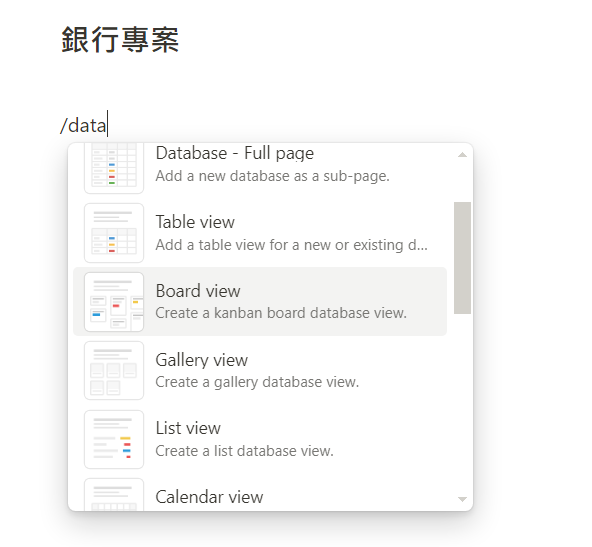 銀行專案
/data
Database - Full page
Add a new database as a sub-page.
Table view
Add a table view for a new or existing d...
Board view
Create a kanban board database view.
Gallery view
Create a gallery database view.
List view
Create a list database view.
Calendar view